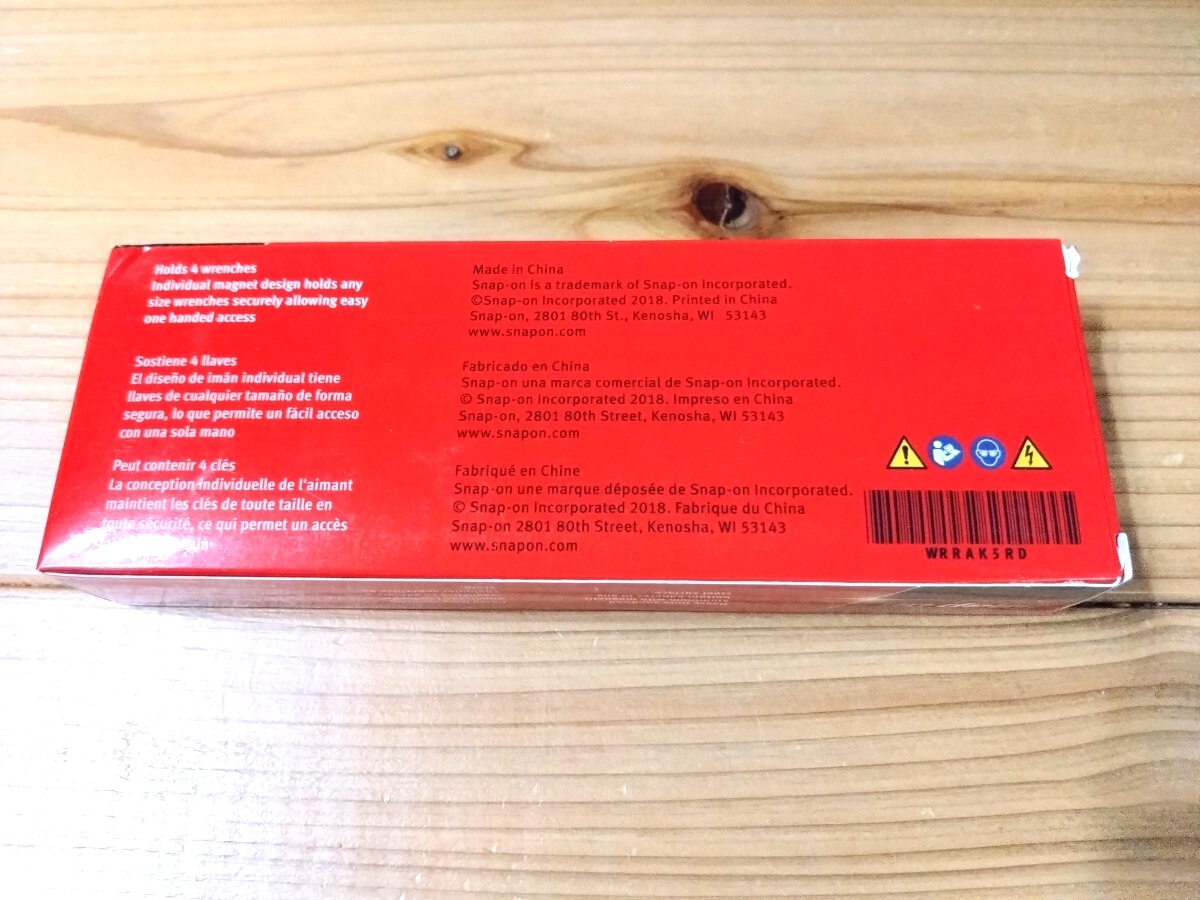 Holds 4 wrenches
Individual magnet design holds any
size wrenches securely allowing easy
one handed access
Sostiene 4 llaves
El diseño de imán individual tiene
llaves de cualquier tamaño de forma
segura, lo que permite un fácil acceso
con una sola mano
Peut contenir 4 clés
La conception individuelle de l'aimant
maintient les clés de toute taille en
toute sécurité, ce qui permet un accès
Made in China
Snap-on is a trademark of Snap-on Incorporated.
©Snap-on Incorporated 2018. Printed in China
Snap-on, 2801 80th St., Kenosha, WI 53143
www.snapon.com
Fabricado en China
Snap-on una marca comercial de Snap-on Incorporated.
© Snap-on Incorporated 2018. Impreso en China
Snap-on, 2801 80th Street, Kenosha, WI 53143
www.snapon.com
Fabriqué en Chine
Snap-on une marque déposée de Snap-on Incorporated.
© Snap-on Incorporated 2018. Fabrique du China
Snap-on 2801 80th Street, Kenosha, WI 53143
www.snapon.com
WRRAK5RD